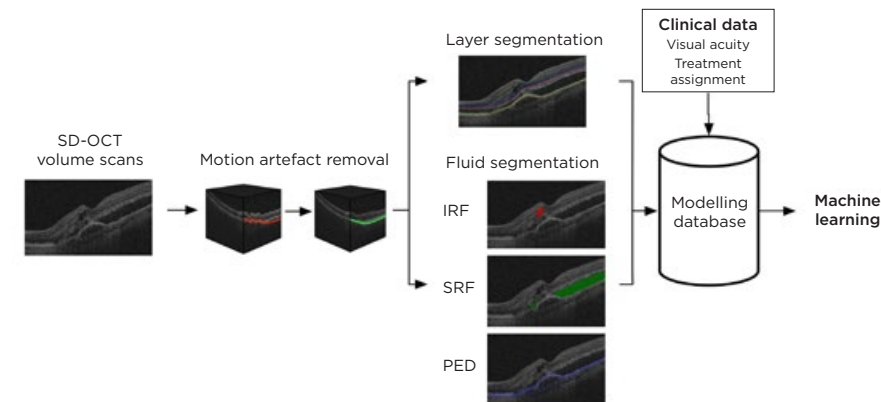 SD-OCT
volume scans
Motion artefact removal
Layer segmentation
Fluid segmentation
IRF
SRF
PED
Clinical data
Visual acuity
Treatment
assignment
Modelling
database
Machine
learning